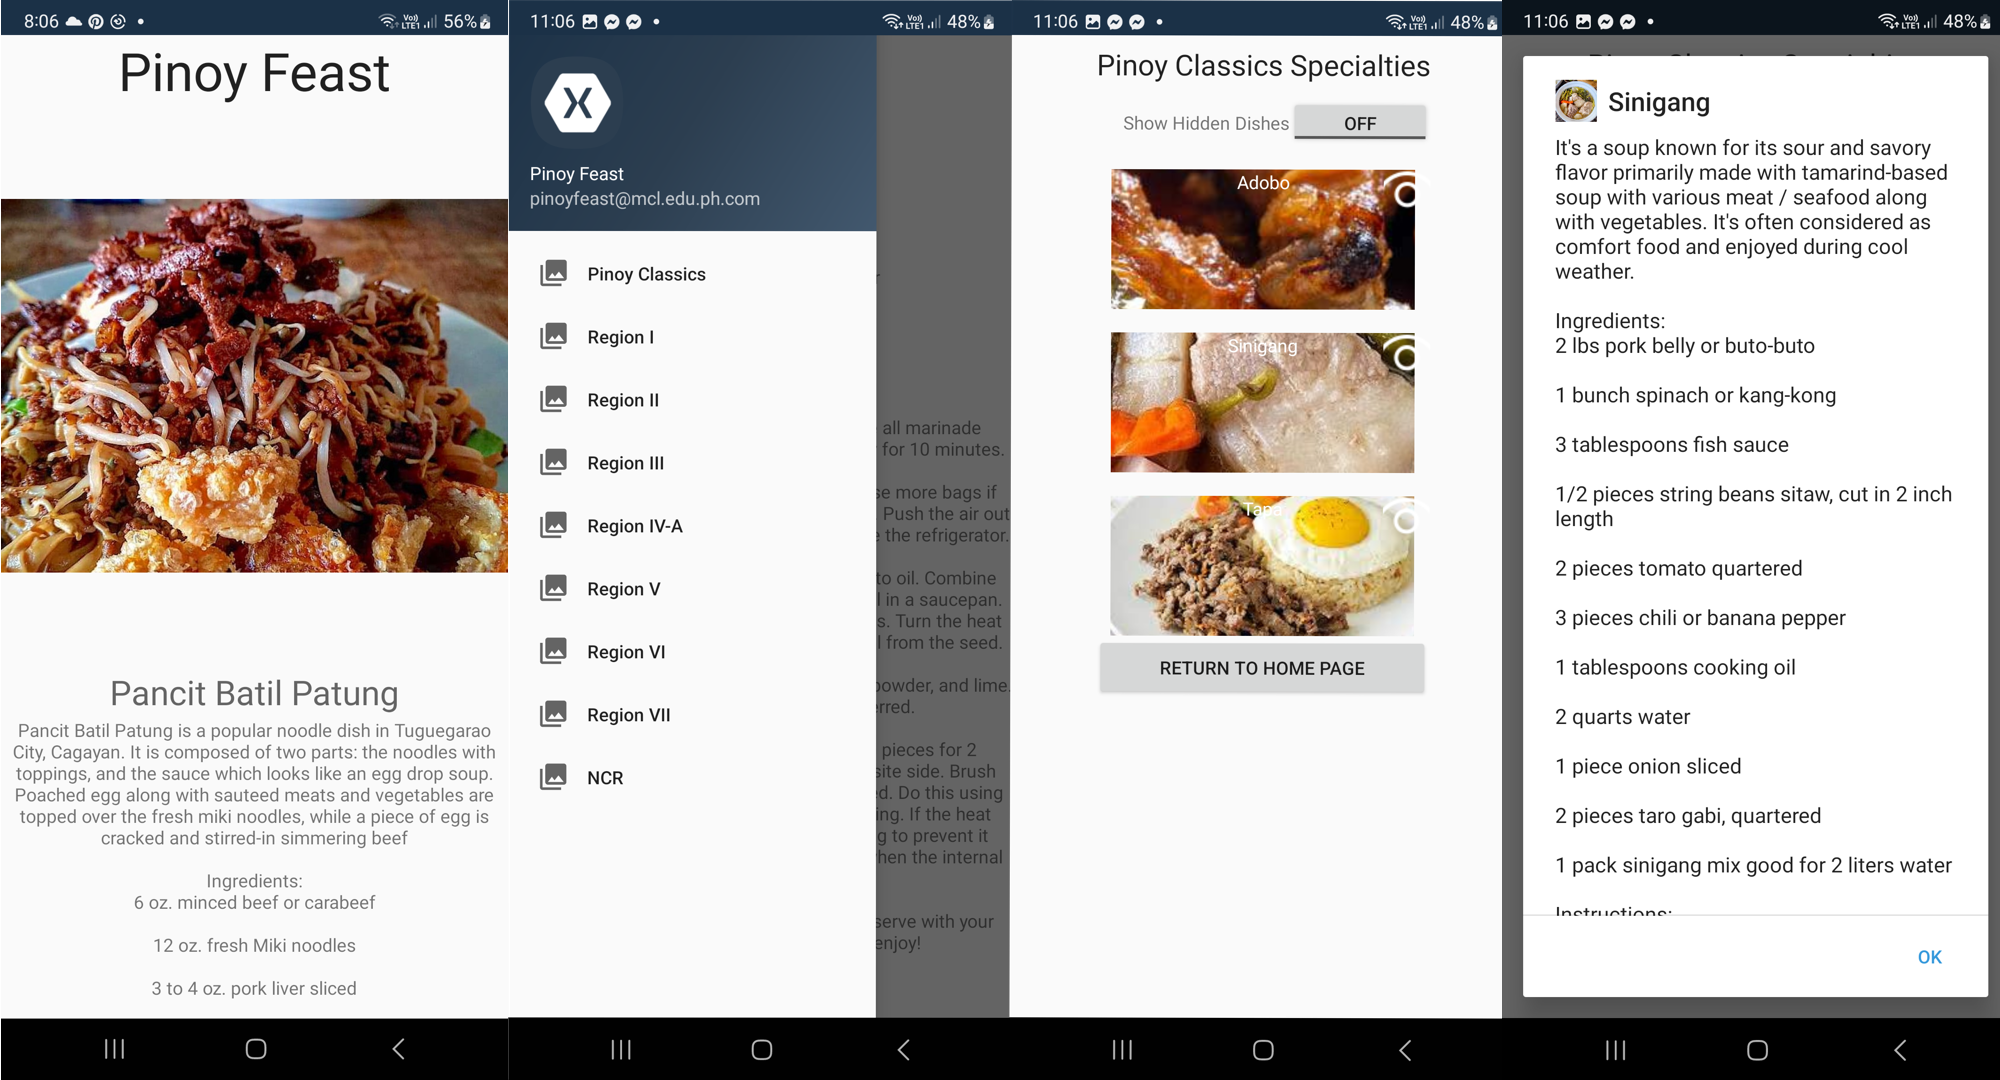 8:06
Vo)) LTE1 56%
Pinoy Feast
Pancit Batil Patung
Pancit Batil Patung is a popular noodle dish in Tuguegarao
City, Cagayan. It is composed of two parts: the noodles with
toppings, and the sauce which looks like an egg drop soup.
Poached egg along with sauteed meats and vegetables are
topped over the fresh miki noodles, while a piece of egg is
cracked and stirred-in simmering beef
Ingredients:
6 oz. minced beef or carabeef
12 oz. fresh Miki noodles
3 to 4 oz. pork liver sliced
11:06
Vo)) LTE1 48%
Pinoy Feast
pinoyfeast@mcl.edu.ph.com
Pinoy Classics
Region I
Region II
Region III
Region IV-A
Region V
Region VI
Region VII
NCR
all marinade
for 10 minutes.
more bags if
Push the air out
the refrigerator.
to oil. Combine
in a saucepan.
Turn the heat
from the seed.
and lime.
pieces for 2
side. Brush
Do this using
If the heat
to prevent it
the internal
serve with your
enjoy!
11:06
Vo)) LTE1 48%
Pinoy Classics Specialties
Show Hidden Dishes OFF
Adobo
Sinigang
Tapa
RETURN TO HOME PAGE
11:06
Vo)) LTE1 48%
Sinigang
It's a soup known for its sour and savory
flavor primarily made with tamarind-based
soup with various meat / seafood along
with vegetables. It's often considered as
comfort food and enjoyed during cool
weather.
Ingredients:
2 lbs pork belly or buto-buto
1 bunch spinach or kang-kong
3 tablespoons fish sauce
1/2 pieces string beans sitaw, cut in 2 inch
length
2 pieces tomato quartered
3 pieces chili or banana pepper
1 tablespoons cooking oil
2 quarts water
1 piece onion sliced
2 pieces taro gabi, quartered
1 pack sinigang mix good for 2 liters water
Instructions:
OK